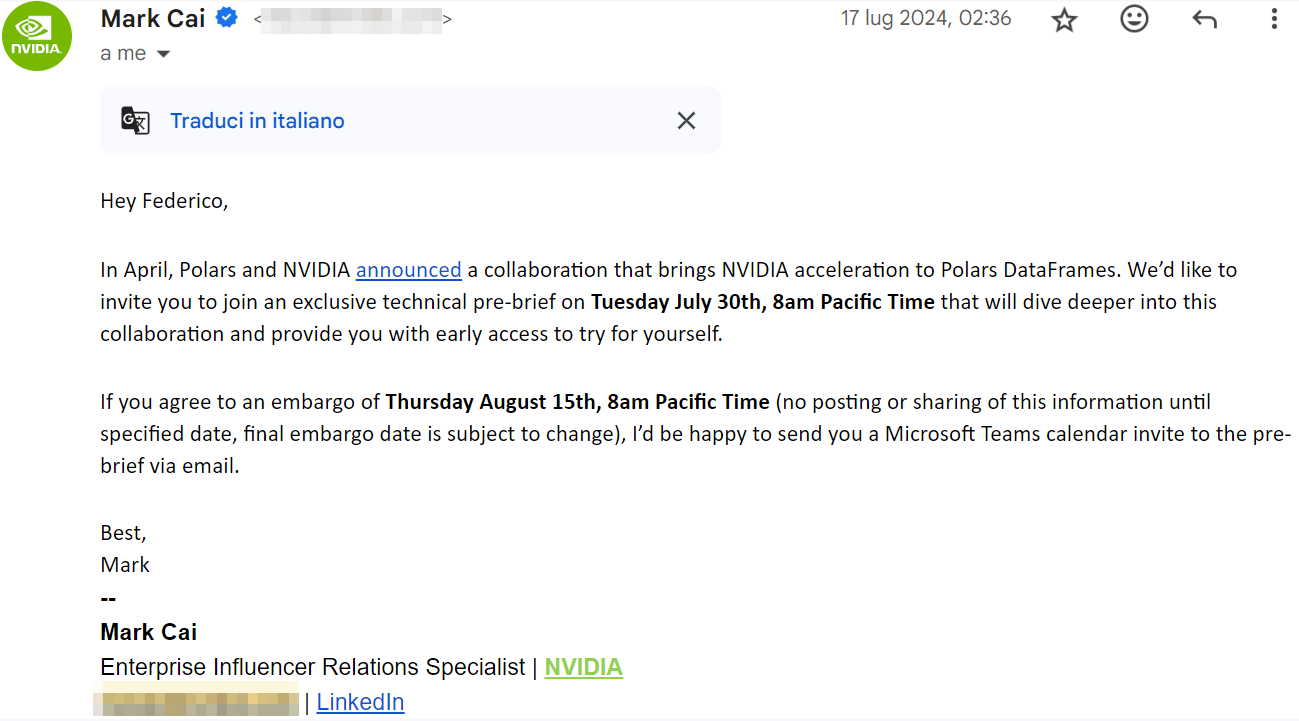 NVIDIA.
Mark Cai < >
17 lug 2024, 02:36
a me
G文
Traduci in italiano
Hey Federico,
In April, Polars and NVIDIA announced a collaboration that brings NVIDIA acceleration to Polars DataFrames. We’d like to
invite you to join an exclusive technical pre-brief on Tuesday July 30th, 8am Pacific Time that will dive deeper into this
collaboration and provide you with early access to try for yourself.
If you agree to an embargo of Thursday August 15th, 8am Pacific Time (no posting or sharing of this information until
specified date, final embargo date is subject to change), I’d be happy to send you a Microsoft Teams calendar invite to the pre-
brief via email.
Best,
Mark
--
Mark Cai
Enterprise Influencer Relations Specialist | NVIDIA
| LinkedIn